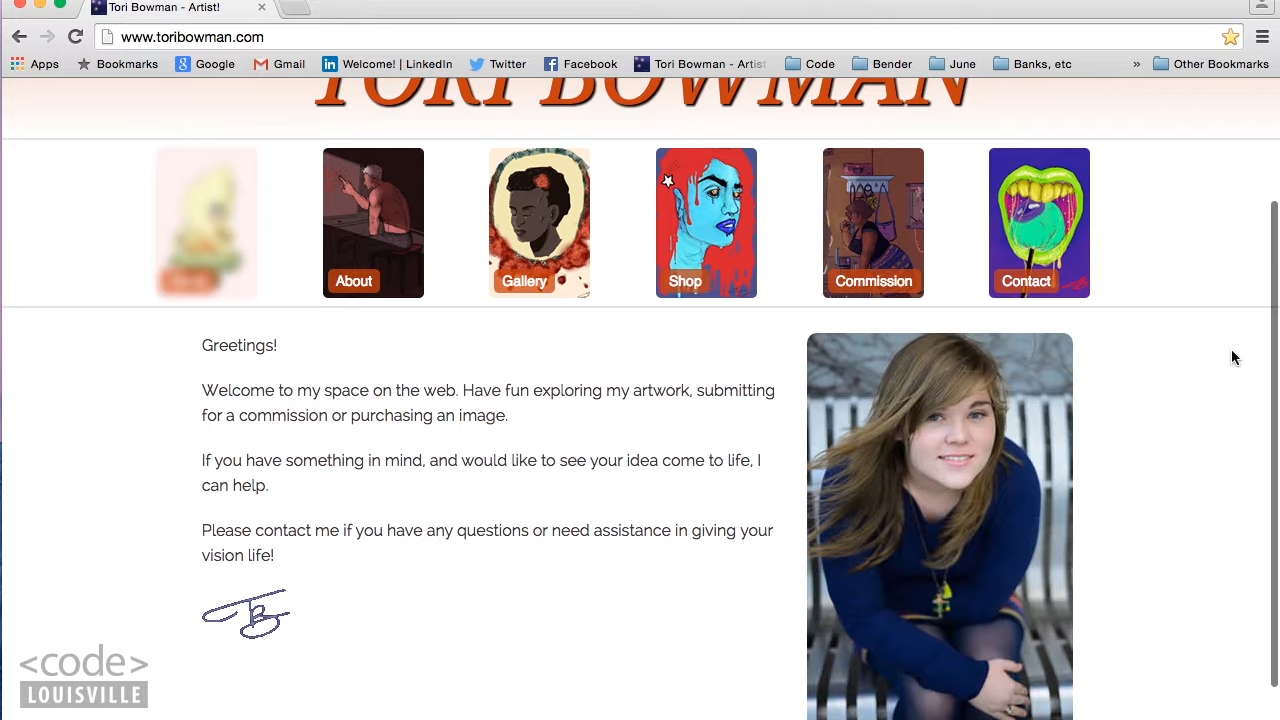 Tori Bowman - Artist!
www.toribowman.com
Apps Bookmarks Google Gmail Welcome! | LinkedIn Twitter Facebook Tori Bowman - Artist Code Bender June Banks, etc » Other Bookmarks
TORI BOWMAN
About Gallery Shop Commission Contact
Greetings!
Welcome to my space on the web. Have fun exploring my artwork, submitting
for a commission or purchasing an image.
If you have something in mind, and would like to see your idea come to life, I
can help.
Please contact me if you have any questions or need assistance in giving your
vision life!
TB
<code>
LOUISVILLE